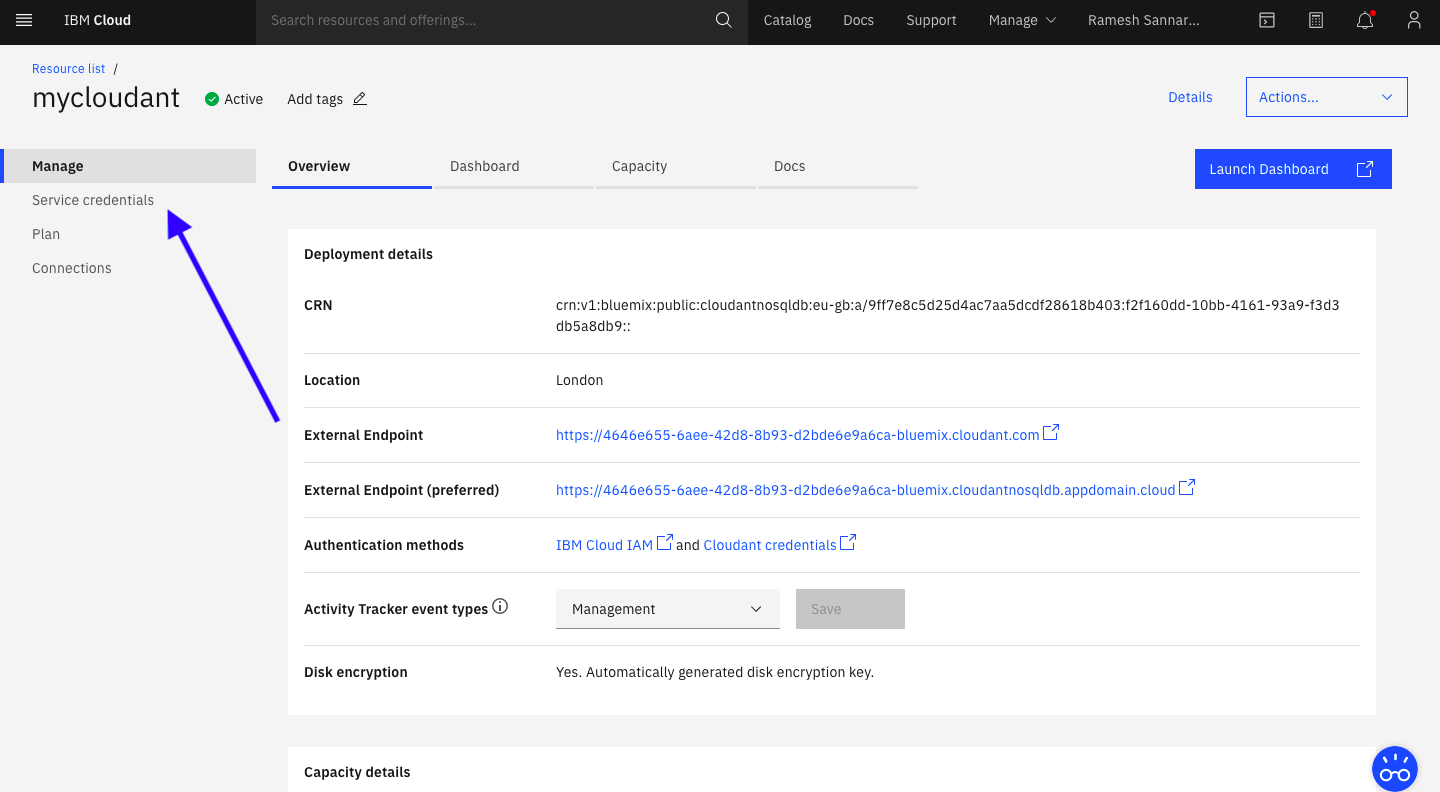 IBM Cloud
Search resources and offerings...
Catalog
Docs
Support
Manage
Ramesh Sannar...
Resource list /
mycloudant
Active
Add tags
Details
Actions...
Manage
Service credentials
Plan
Connections
Overview
Dashboard
Capacity
Docs
Launch Dashboard
Deployment details
CRN
crn:v1:bluemix:public:cloudantnosqldb:eu-gb:a/9ff7e8c5d25d4ac7aa5dcdf28618b403:f2f160dd-10bb-4161-93a9-f3d3
db5a8db9::
Location
London
External Endpoint
https://4646e655-6aee-42d8-8b93-d2bde6e9a6ca-bluemix.cloudant.com
External Endpoint (preferred)
https://4646e655-6aee-42d8-8b93-d2bde6e9a6ca-bluemix.cloudantnosqldb.appdomain.cloud
Authentication methods
IBM Cloud IAM and Cloudant credentials
Activity Tracker event types
Management
Save
Disk encryption
Yes. Automatically generated disk encryption key.
Capacity details